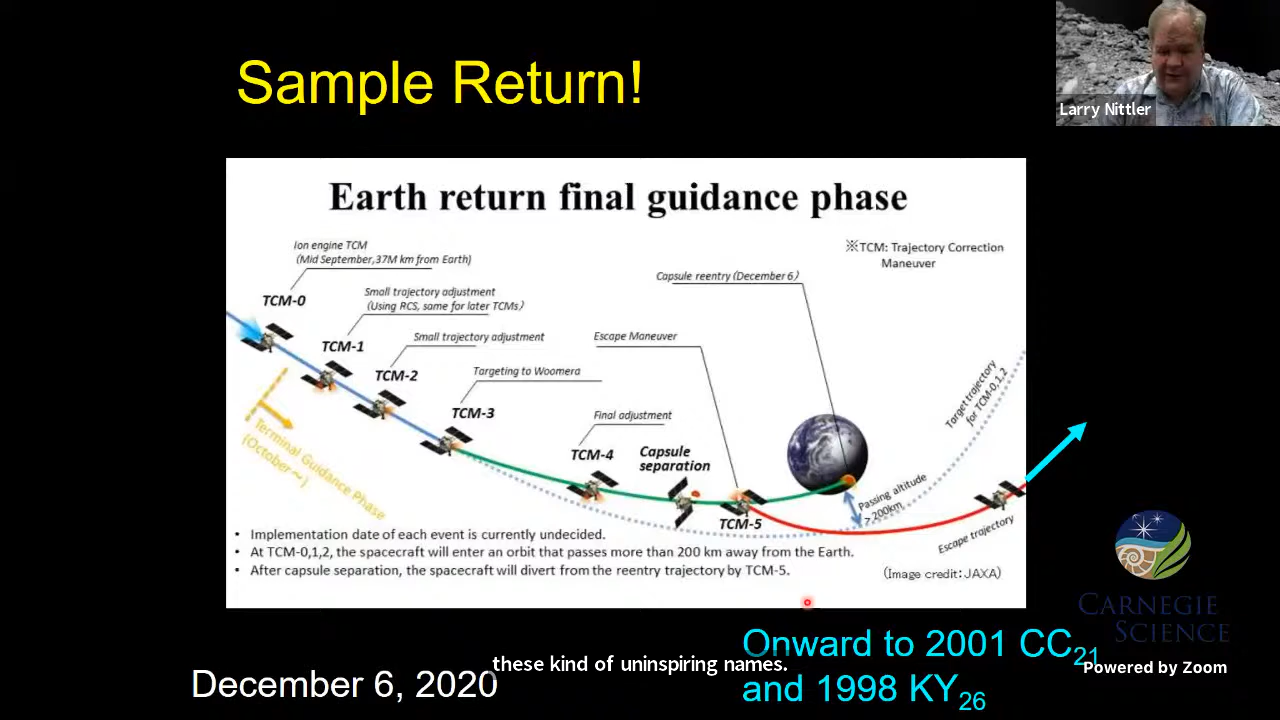 Sample Return!
Larry Nittler
Earth return final guidance phase
Ion engine TCM
(Mid September,37M km from Earth)
※TCM: Trajectory Correction
Maneuver
TCM-0
Small trajectory adjustment
(Using RCS, same for later TCMs)
Capsule reentry (December 6)
TCM-1
Small trajectory adjustment
Escape Maneuver
TCM-2
Targeting to Woomera
TCM-3
Final adjustment
TCM-4
Capsule
separation
TCM-5
Target trajectory
for TCM-0,1,2
Terminal Guidance Phase
(October～)
Passing altitude
>200km
Escape trajectory
• Implementation date of each event is currently undecided.
• At TCM-0,1,2, the spacecraft will enter an orbit that passes more than 200 km away from the Earth.
• After capsule separation, the spacecraft will divert from the reentry trajectory by TCM-5.
(Image credit:JAXA)
CARNEGIE
SCIENCE
Onward to 2001 CC21
and 1998 KY26
these kind of uninspiring names.
Powered by Zoom
December 6, 2020